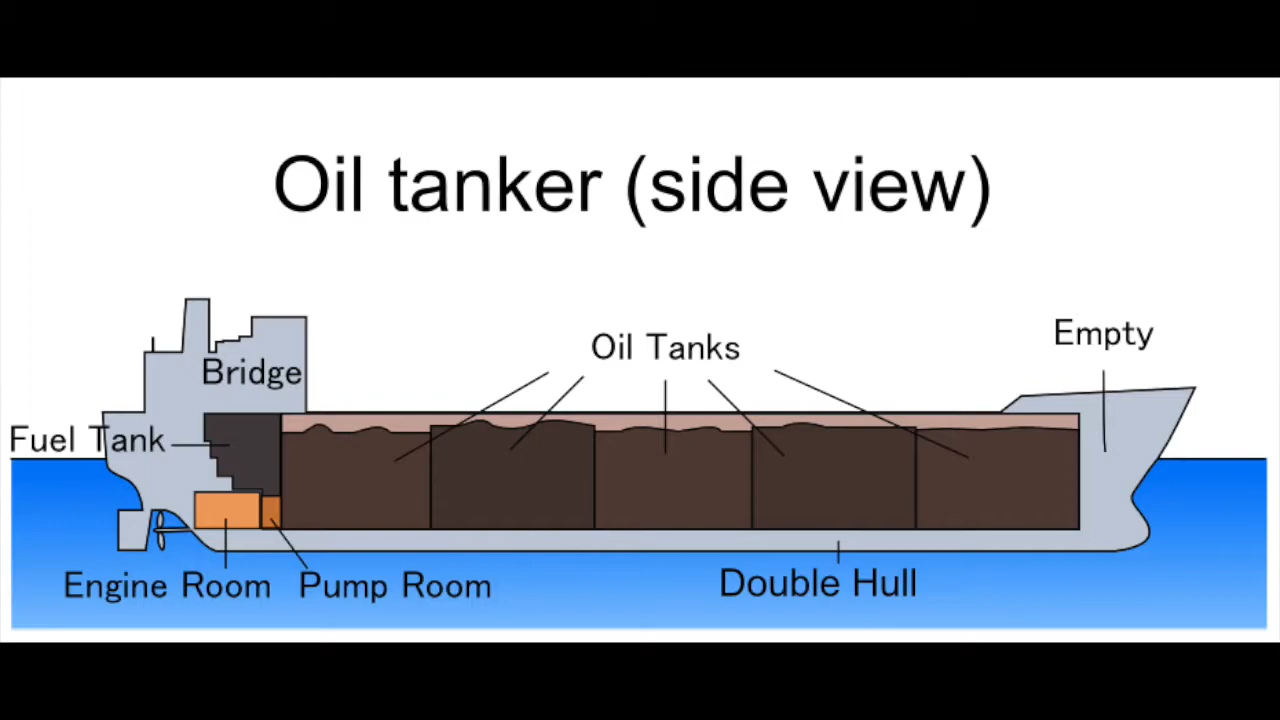 Oil tanker (side view)
Empty
Oil Tanks
Bridge
Fuel Tank
Engine Room
Pump Room
Double Hull